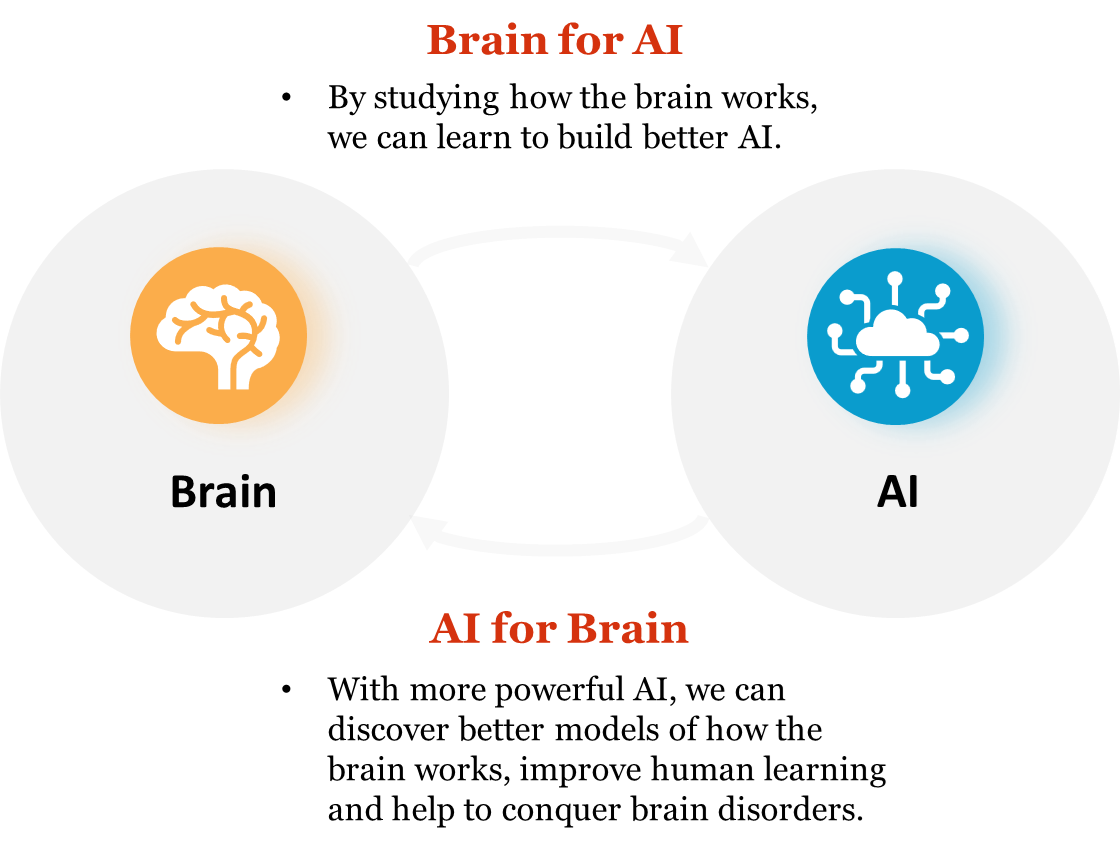 Brain for AI
• By studying how the brain works,
we can learn to build better AI.
Brain
AI
AI for Brain
• With more powerful AI, we can
discover better models of how the
brain works, improve human learning
and help to conquer brain disorders.